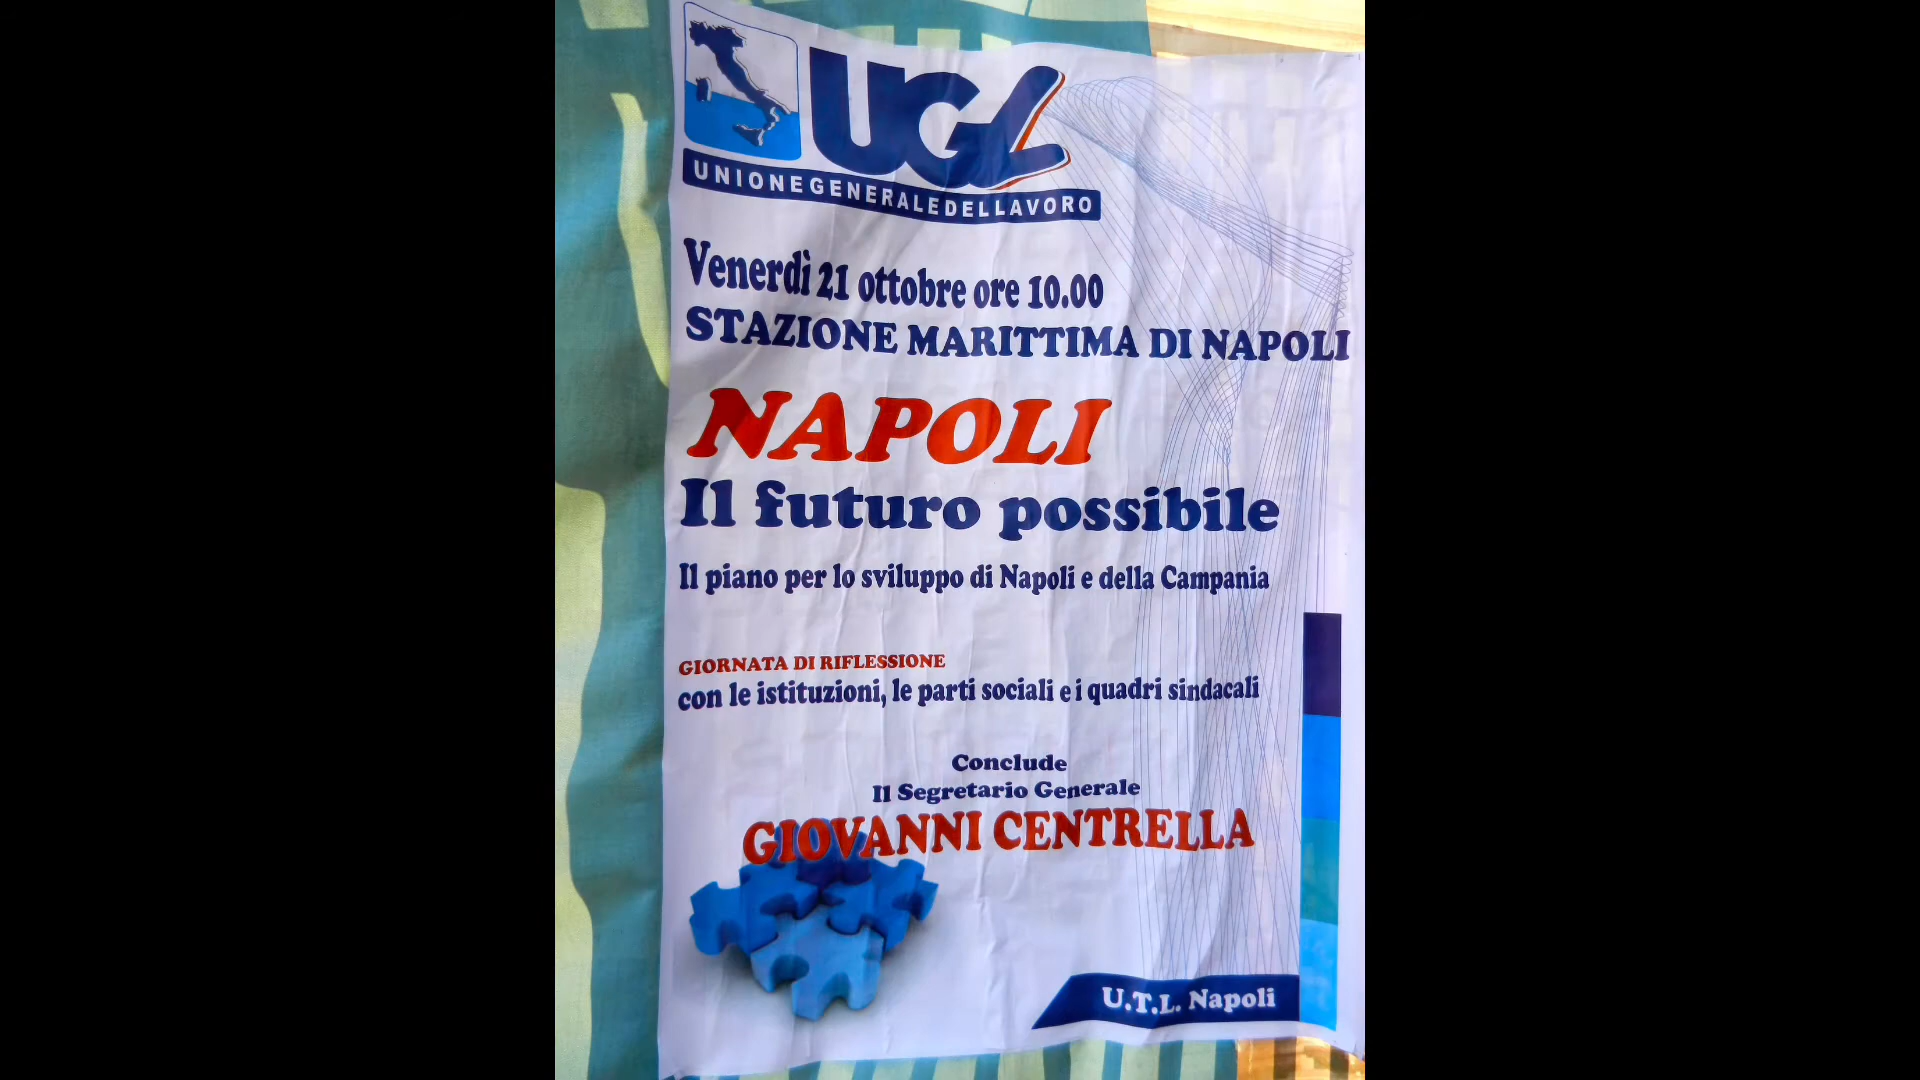 UGL
UNIONEGENERALEDELLAVORO
Venerdì 21 ottobre ore 10.00
STAZIONE MARITTIMA DI NAPOLI
NAPOLI
Il futuro possibile
Il piano per lo sviluppo di Napoli e della Campania
GIORNATA DI RIFLESSIONE
con le istituzioni, le parti sociali e i quadri sindacali
Conclude
Il Segretario Generale
GIOVANNI CENTRELLA
U.T.L. Napoli